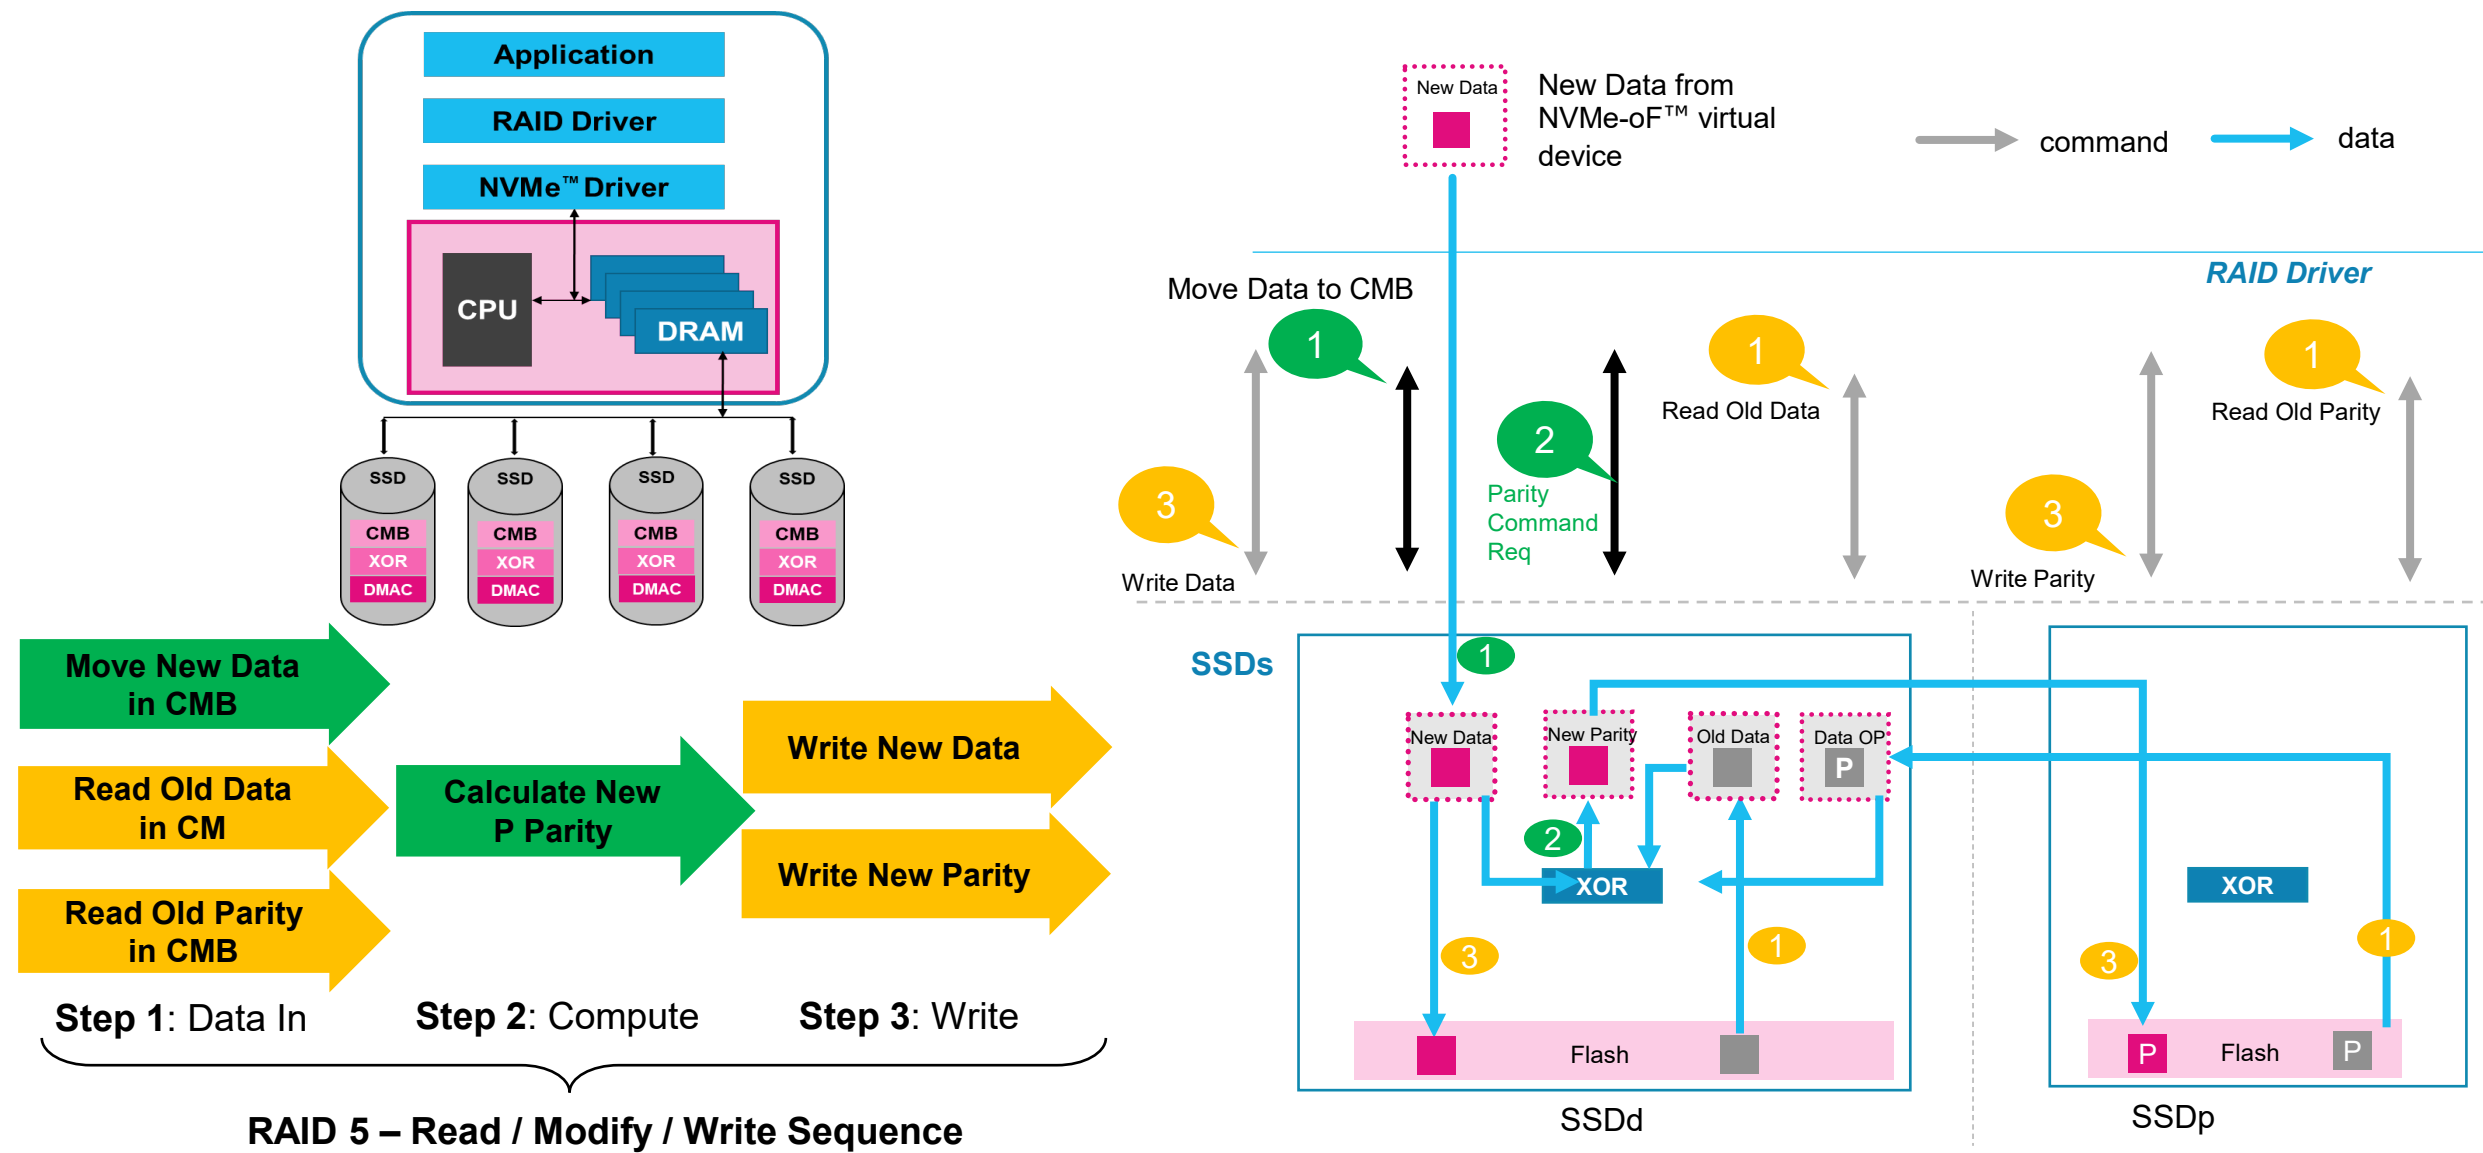 Application
RAID Driver
NVMe™ Driver
CPU
DRAM
SSD
CMB
XOR
DMAC
SSD
CMB
XOR
DMAC
SSD
CMB
XOR
DMAC
SSD
CMB
XOR
DMAC
Move New Data
in CMB
Read Old Data
in CM
Read Old Parity
in CMB
Calculate New
P Parity
Write New Data
Write New Parity
Step 1: Data In
Step 2: Compute
Step 3: Write
RAID 5 – Read / Modify / Write Sequence
New Data
New Data from
NVMe-oF™ virtual
device
command
data
RAID Driver
Move Data to CMB
1
3
Write Data
2
Parity
Command
Req
1
Read Old Data
3
Write Parity
1
Read Old Parity
SSDs
1
New Data
New Parity
Old Data
Data OP
P
2
XOR
3
1
Flash
SSDd
XOR
3
1
P
Flash
P
SSDp